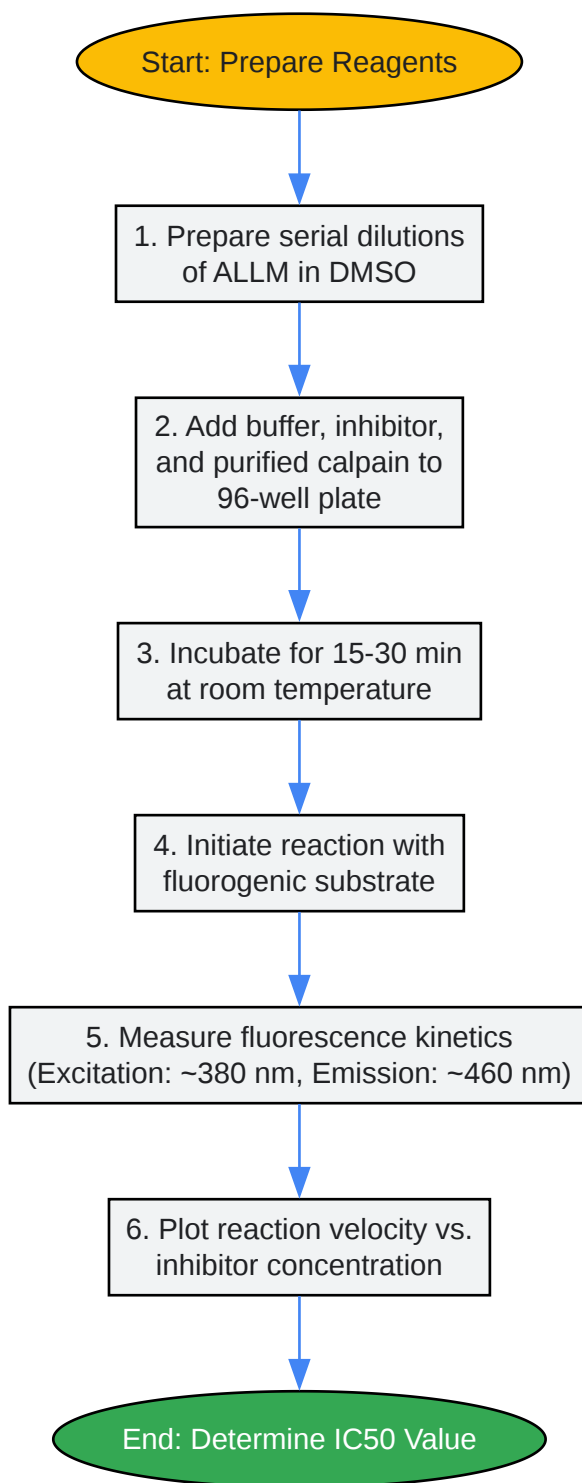 Start: Prepare Reagents
1. Prepare serial dilutions
of ALLM in DMSO
2. Add buffer, inhibitor,
and purified calpain to
96-well plate
3. Incubate for 15-30 min
at room temperature
4. Initiate reaction with
fluorogenic substrate
5. Measure fluorescence kinetics
(Excitation: ~380 nm, Emission: ~460 nm)
6. Plot reaction velocity vs.
inhibitor concentration
End: Determine IC50 Value